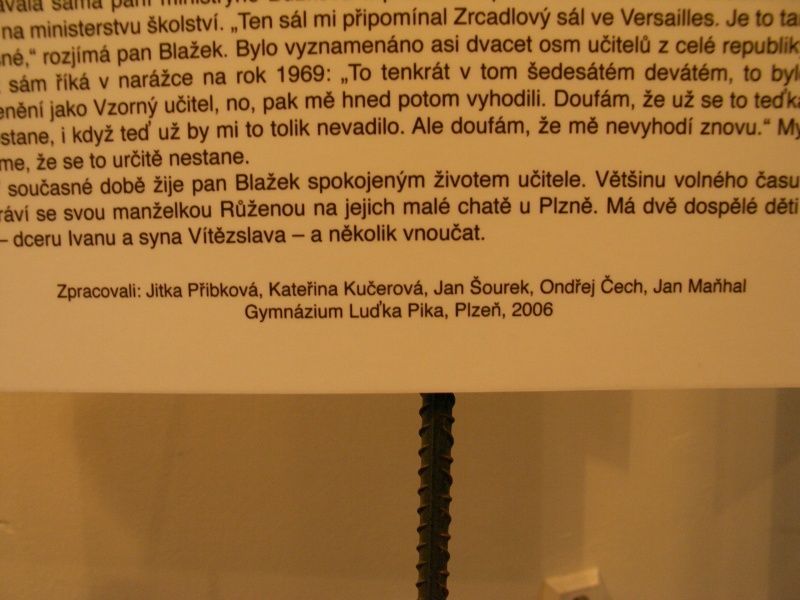 sama paní ministryně
na ministerstvu školství. „Ten sál mi připomínal Zrcadlový sál ve Versailles. Je to ta
sné,“ rozjímá pan Blažek. Bylo vyznamenáno asi dvacet osm učitelů z celé republik
sám říká v narážce na rok 1969: „To tenkrát v tom šedesátém devátém, to byl
enění jako Vzorný učitel, no, pak mě hned potom vyhodili. Doufám, že už se to teďka
stane, i když teď už by mi to tolik nevadilo. Ale doufám, že mě nevyhodí znovu.“ My
me, že se to určitě nestane.
současné době žije pan Blažek spokojeným životem učitele. Většinu volného času
ráví se svou manželkou Růženou na jejich malé chatě u Plzně. Má dvě dospělé děti
– dceru Ivanu a syna Vítězslava – a několik vnoučat.
Zpracovali: Jitka Přibková, Kateřina Kučerová, Jan Šourek, Ondřej Čech, Jan Maňhal
Gymnázium Luďka Pika, Plzeň, 2006